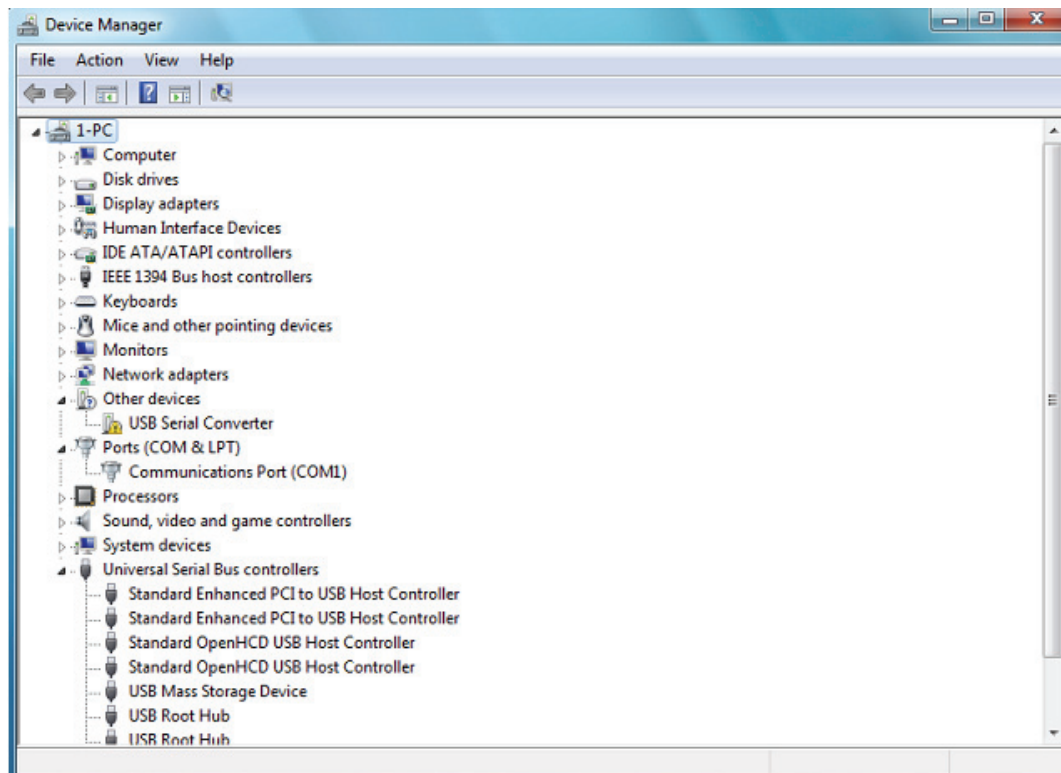 Device Manager
File Action View Help
1-PC
Computer
Disk drives
Display adapters
Human Interface Devices
IDE ATA/ATAPI controllers
IEEE 1394 Bus host controllers
Keyboards
Mice and other pointing devices
Monitors
Network adapters
Other devices
USB Serial Converter
Ports (COM & LPT)
Communications Port (COM1)
Processors
Sound, video and game controllers
System devices
Universal Serial Bus controllers
Standard Enhanced PCI to USB Host Controller
Standard Enhanced PCI to USB Host Controller
Standard OpenHCD USB Host Controller
Standard OpenHCD USB Host Controller
USB Mass Storage Device
USB Root Hub
USB Root Hub